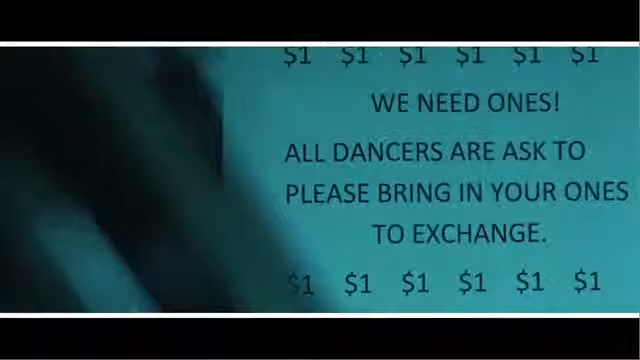 $1 $1 $1 $1 $1 $1
WE NEED ONES!
ALL DANCERS ARE ASK TO
PLEASE BRING IN YOUR ONES
TO EXCHANGE.
$1 $1 $1 $1 $1 $1